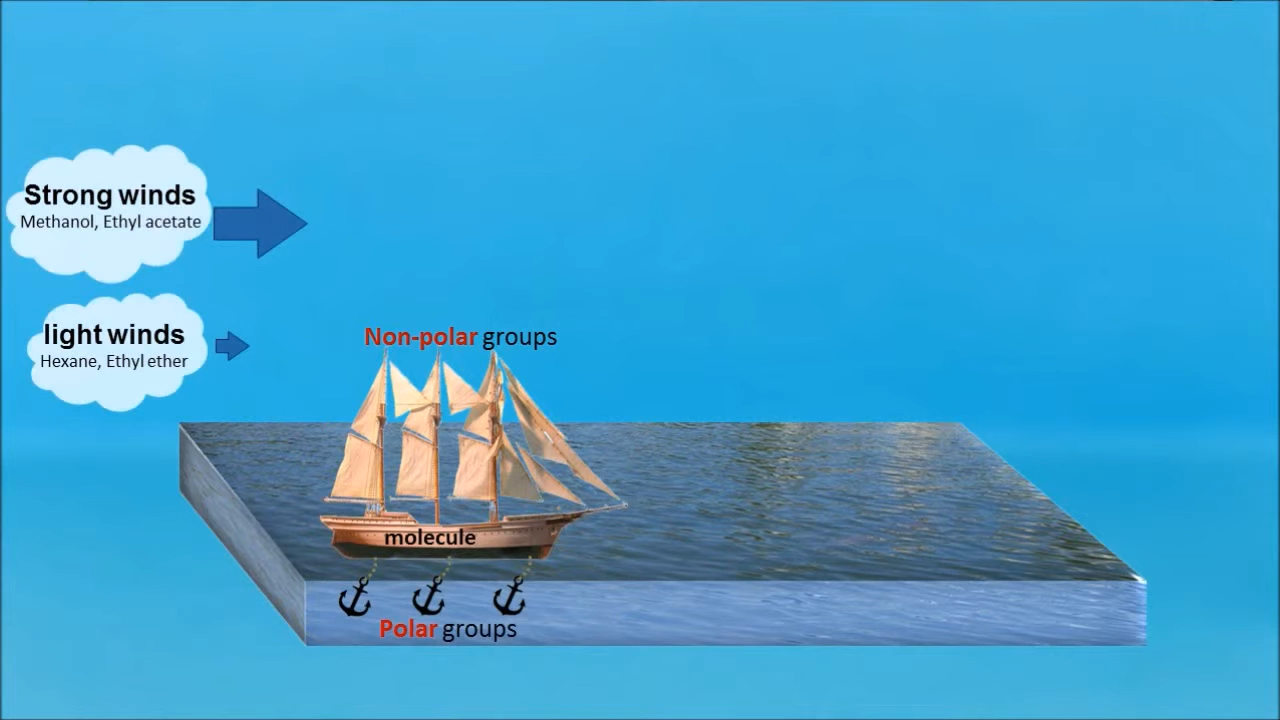 Strong winds
Methanol, Ethyl acetate
light winds
Hexane, Ethyl ether
Non-polar groups
molecule
Polar groups